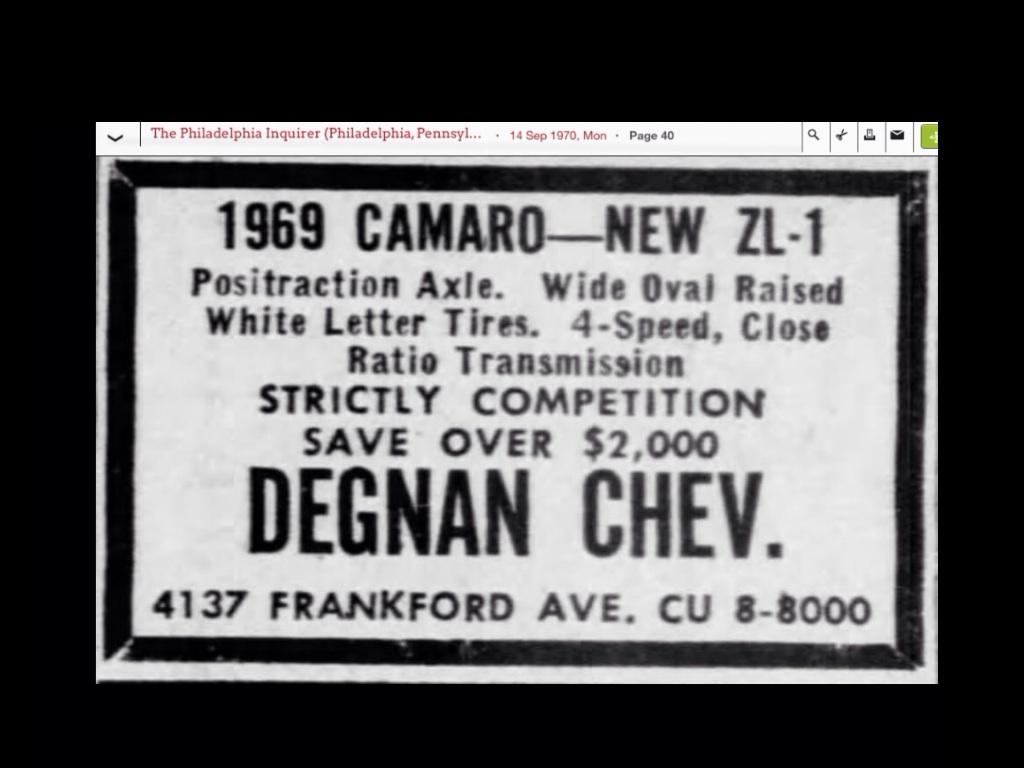 The Philadelphia Inquirer (Philadelphia, Pennsyl... · 14 Sep 1970, Mon · Page 40
1969 CAMARO—NEW ZL-1
Positraction Axle. Wide Oval Raised
White Letter Tires. 4-Speed, Close
Ratio Transmission
STRICTLY COMPETITION
SAVE OVER $2,000
DEGNAN CHEV.
4137 FRANKFORD AVE. CU 8-8000